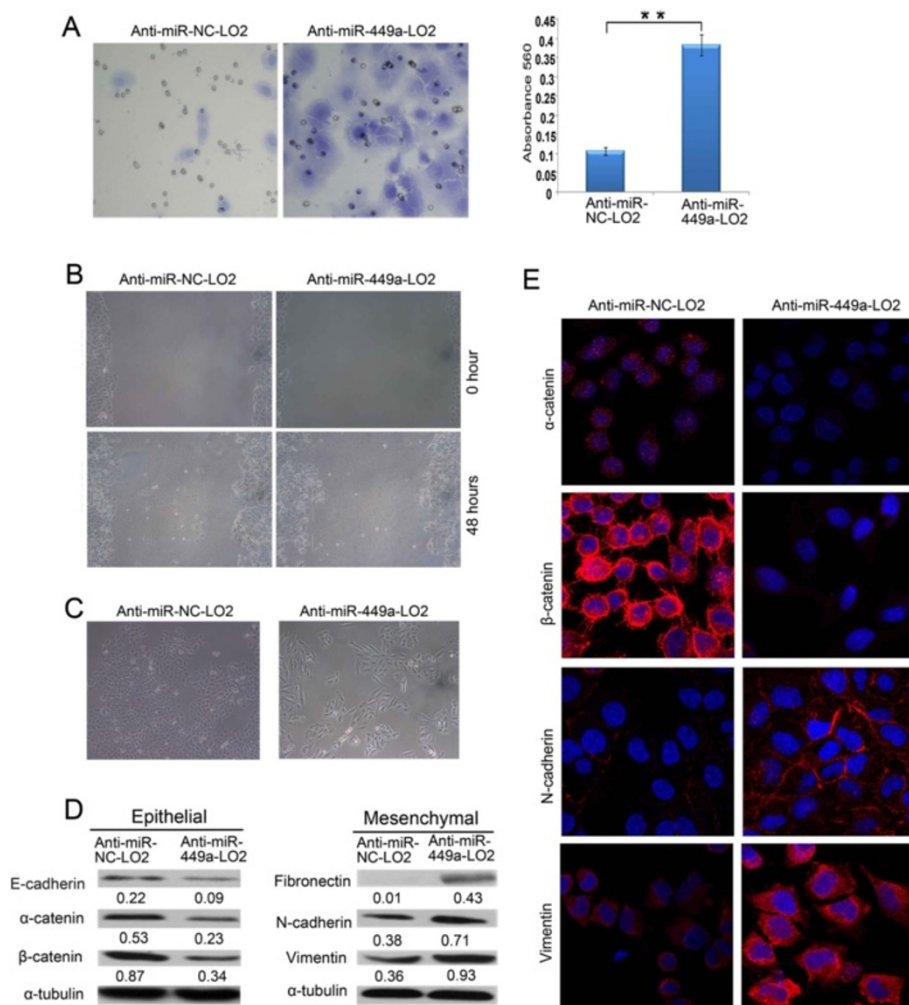 A
Anti-miR-NC-LO2
Anti-miR-449a-LO2
**
Absorbance 560
0.45
0.4
0.35
0.3
0.25
0.2
0.15
0.1
0.05
0
Anti-miR-
NC-LO2
Anti-miR-
449a-LO2
B
Anti-miR-NC-LO2
Anti-miR-449a-LO2
0 hour
48 hours
C
Anti-miR-NC-LO2
Anti-miR-449a-LO2
D
Epithelial
Anti-miR-
NC-LO2
Anti-miR-
449a-LO2
E-cadherin
0.22 0.09
α-catenin
0.53 0.23
β-catenin
0.87 0.34
α-tubulin
Mesenchymal
Anti-miR-
NC-LO2
Anti-miR-
449a-LO2
Fibronectin
0.01 0.43
N-cadherin
0.38 0.71
Vimentin
0.36 0.93
α-tubulin
E
Anti-miR-NC-LO2
Anti-miR-449a-LO2
α-catenin
β-catenin
N-cadherin
Vimentin